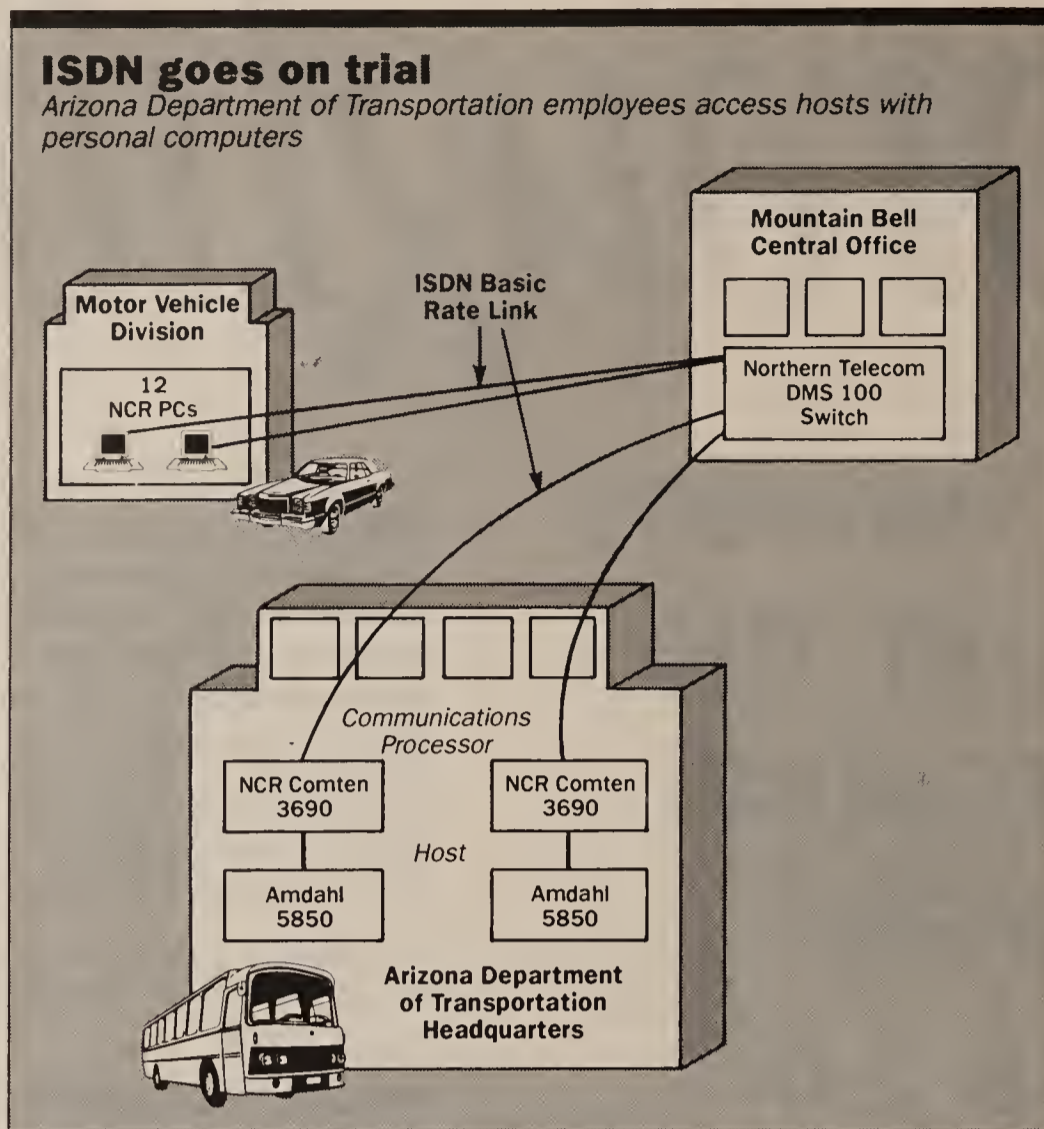 ISDN goes on trial
Arizona Department of Transportation employees access hosts with
personal computers
Mountain Bell
Central Office
ISDN Basic
Rate Link
Motor Vehicle
Division
12
NCR PCs
Northern Telecom
DMS 100
Switch
Communications
Processor
NCR Comten
3690
NCR Comten
3690
Host
Amdahl
5850
Amdahl
5850
Arizona Department
of Transportation
Headquarters